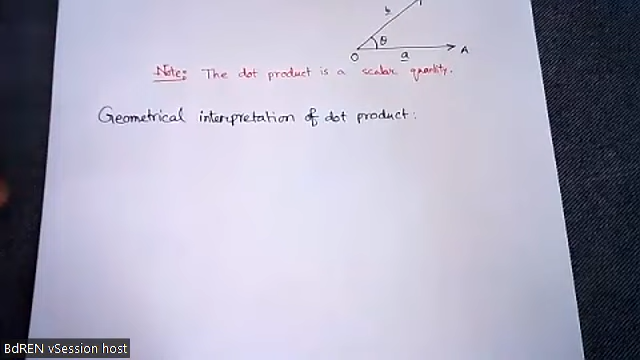 b
θ
O
a
A
Note: The dot product is a scalar quantity.
Geometrical interpretation of dot product:
BdREN vSession host